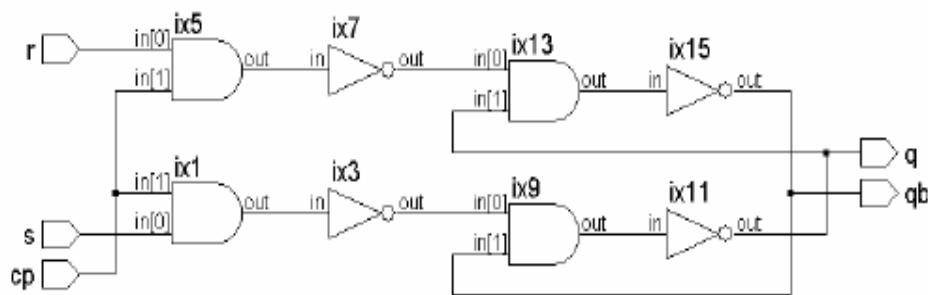 ix5 ix7 ix13 ix15
r in[0] out in out in[0] out in out
in[1] in[1]
q
ix1 ix3 ix9 ix11 qb
in[1] out in out in[0] out in out
s in[0] in[1]
cp